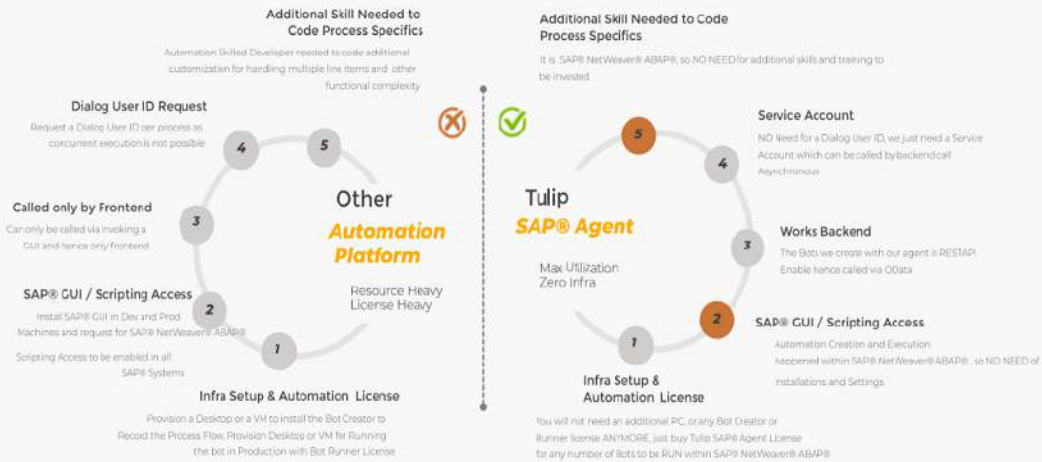 Additional Skill Needed to
Code Process Specifics
Automation Skilled Developer needed to code additional
customization for handling multiple line items and other
functional complexity
Dialog User ID Request
Request a Dialog User ID per process as
concurrent execution is not possible
Called only by Frontend
Can only be called via invoking a
GUI and hence only frontend
SAP® GUI / Scripting Access
Install SAP® GUI in Dev and Prod
Machines and request for SAP® NetWeaver® ABAP®
Scripting Access to be enabled in all
SAP® Systems
Infra Setup & Automation License
Provision a Desktop or a VM to install the Bot Creator to
Record the Process Flow, Provision Desktop or VM for Running
the bot in Production with Bot Runner License
5
4
3
2
1
Other
Automation
Platform
Resource Heavy
License Heavy
Additional Skill Needed to Code
Process Specifics
It is SAP® NetWeaver® ABAP®, so NO NEED for additional skills and training to
be invested
Service Account
NO Need for a Dialog User ID, we just need a Service
Account which can be called by backend call
Asynchronous
Works Backend
The Bots we create with our agent is RESTAPI
Enable hence called via OData
SAP® GUI / Scripting Access
Automation Creation and Execution
happened within SAP® NetWeaver® ABAP®, so NO NEED of
Installations and Settings
Infra Setup &
Automation License
You will not need an additional PC, or any Bot Creator or
Runner license ANYMORE, just buy Tulip SAP® Agent License
for any number of Bots to be RUN within SAP® NetWeaver® ABAP®
5
4
3
2
1
Tulip
SAP® Agent
Max Utilization
Zero Infra